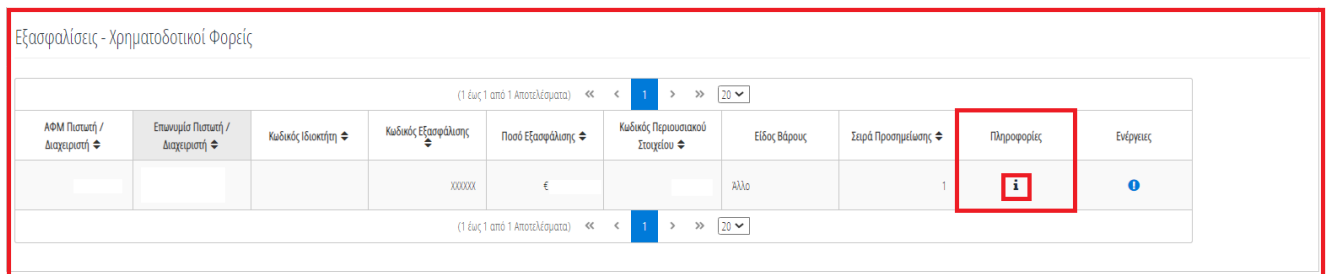 Εξασφαλίσεις - Χρηματοδοτικοί Φορείς
(1 έως 1 από 1 Αποτελέσματα) « < 1 > » 20
ΑΦΜ Πιστωτή / Διαχειριστή Επωνυμία Πιστωτή / Διαχειριστή Κωδικός Ιδιοκτήτη Κωδικός Εξασφάλισης Ποσό Εξασφάλισης Κωδικός Περιουσιακού Στοιχείου Είδος Βάρους Σειρά Προσημείωσης Πληροφορίες Ενέργειες
XXXXXX € Άλλο 1 i
(1 έως 1 από 1 Αποτελέσματα) « < 1 > » 20